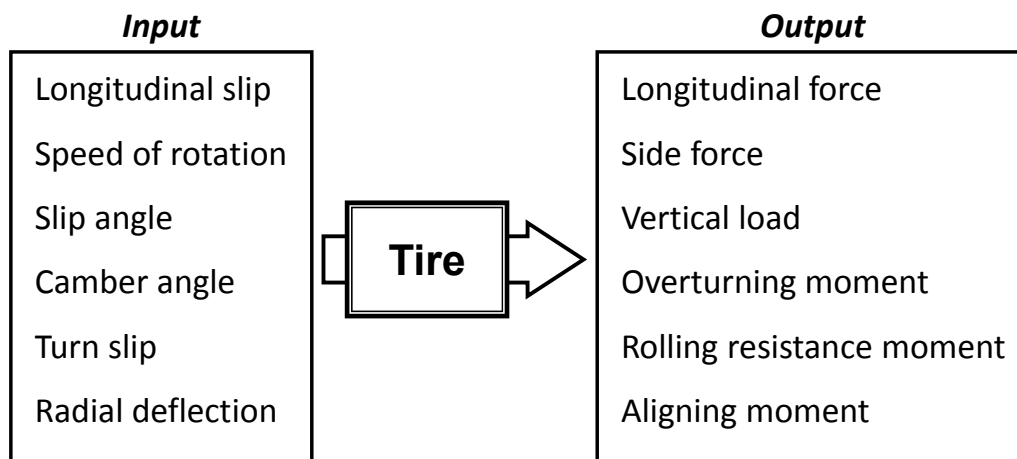 Input
Longitudinal slip
Speed of rotation
Slip angle
Camber angle
Turn slip
Radial deflection
Tire
Output
Longitudinal force
Side force
Vertical load
Overturning moment
Rolling resistance moment
Aligning moment